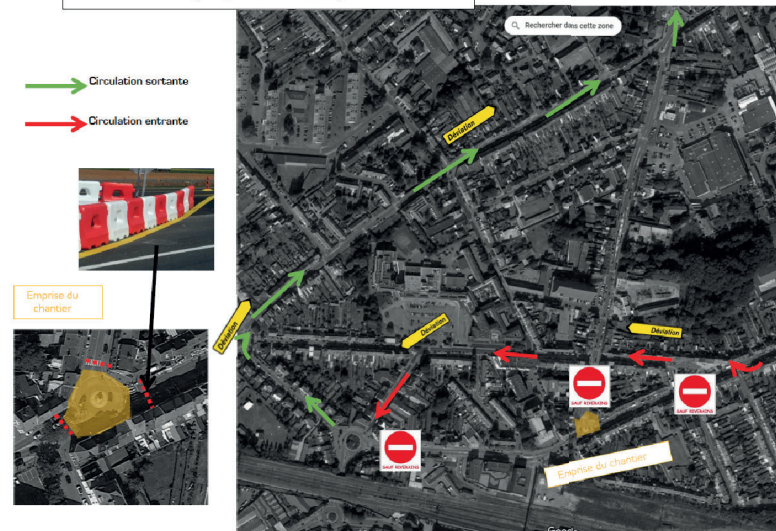 Rechercher dans cette zone
Circulation sortante
Circulation entrante
Déviation
Emprise du
chantier
Déviation
Déviation
Déviation
SAUF RIVERAINS
SAUF RIVERAINS
SAUF RIVERAINS
Emprise du chantier